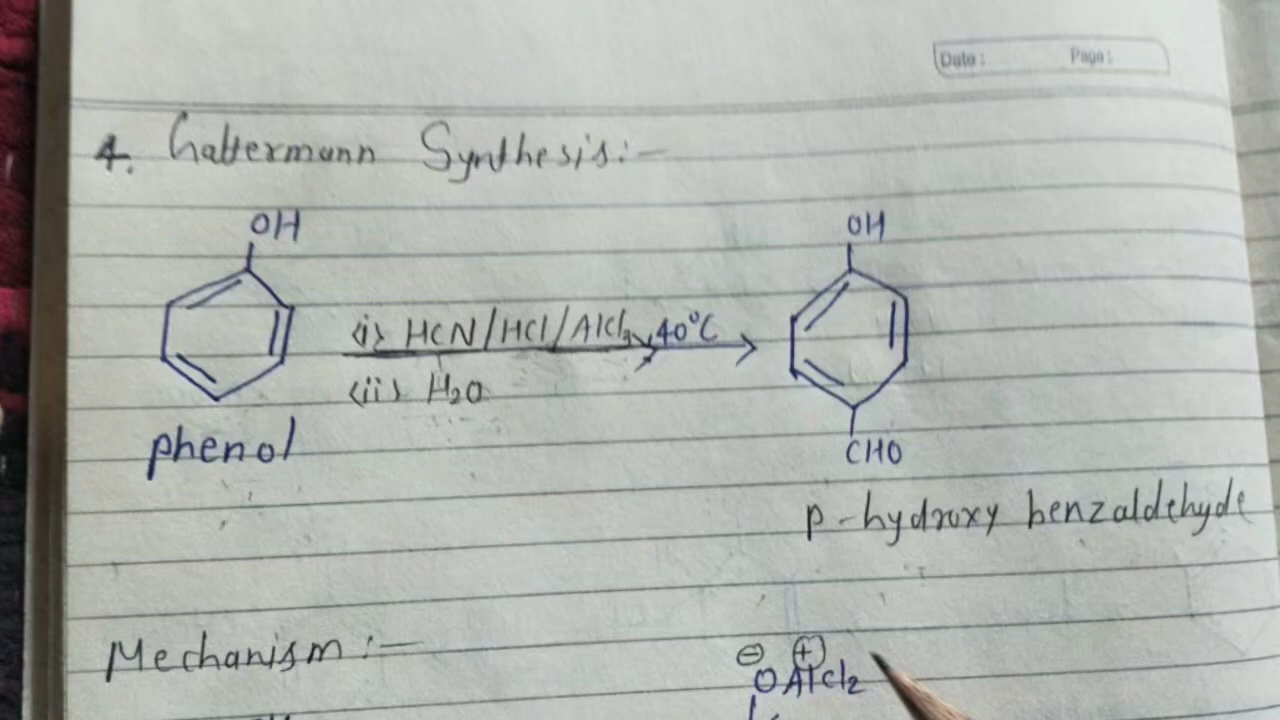 Date: Page:
4. Gattermann Synthesis:-
OH OH
(i) HCN/HCl/AlCl3, 40°C
(ii) H2O
phenol
CHO
p-hydroxy benzaldehyde
Mechanism:-
⊖ ⊕
OAlCl2